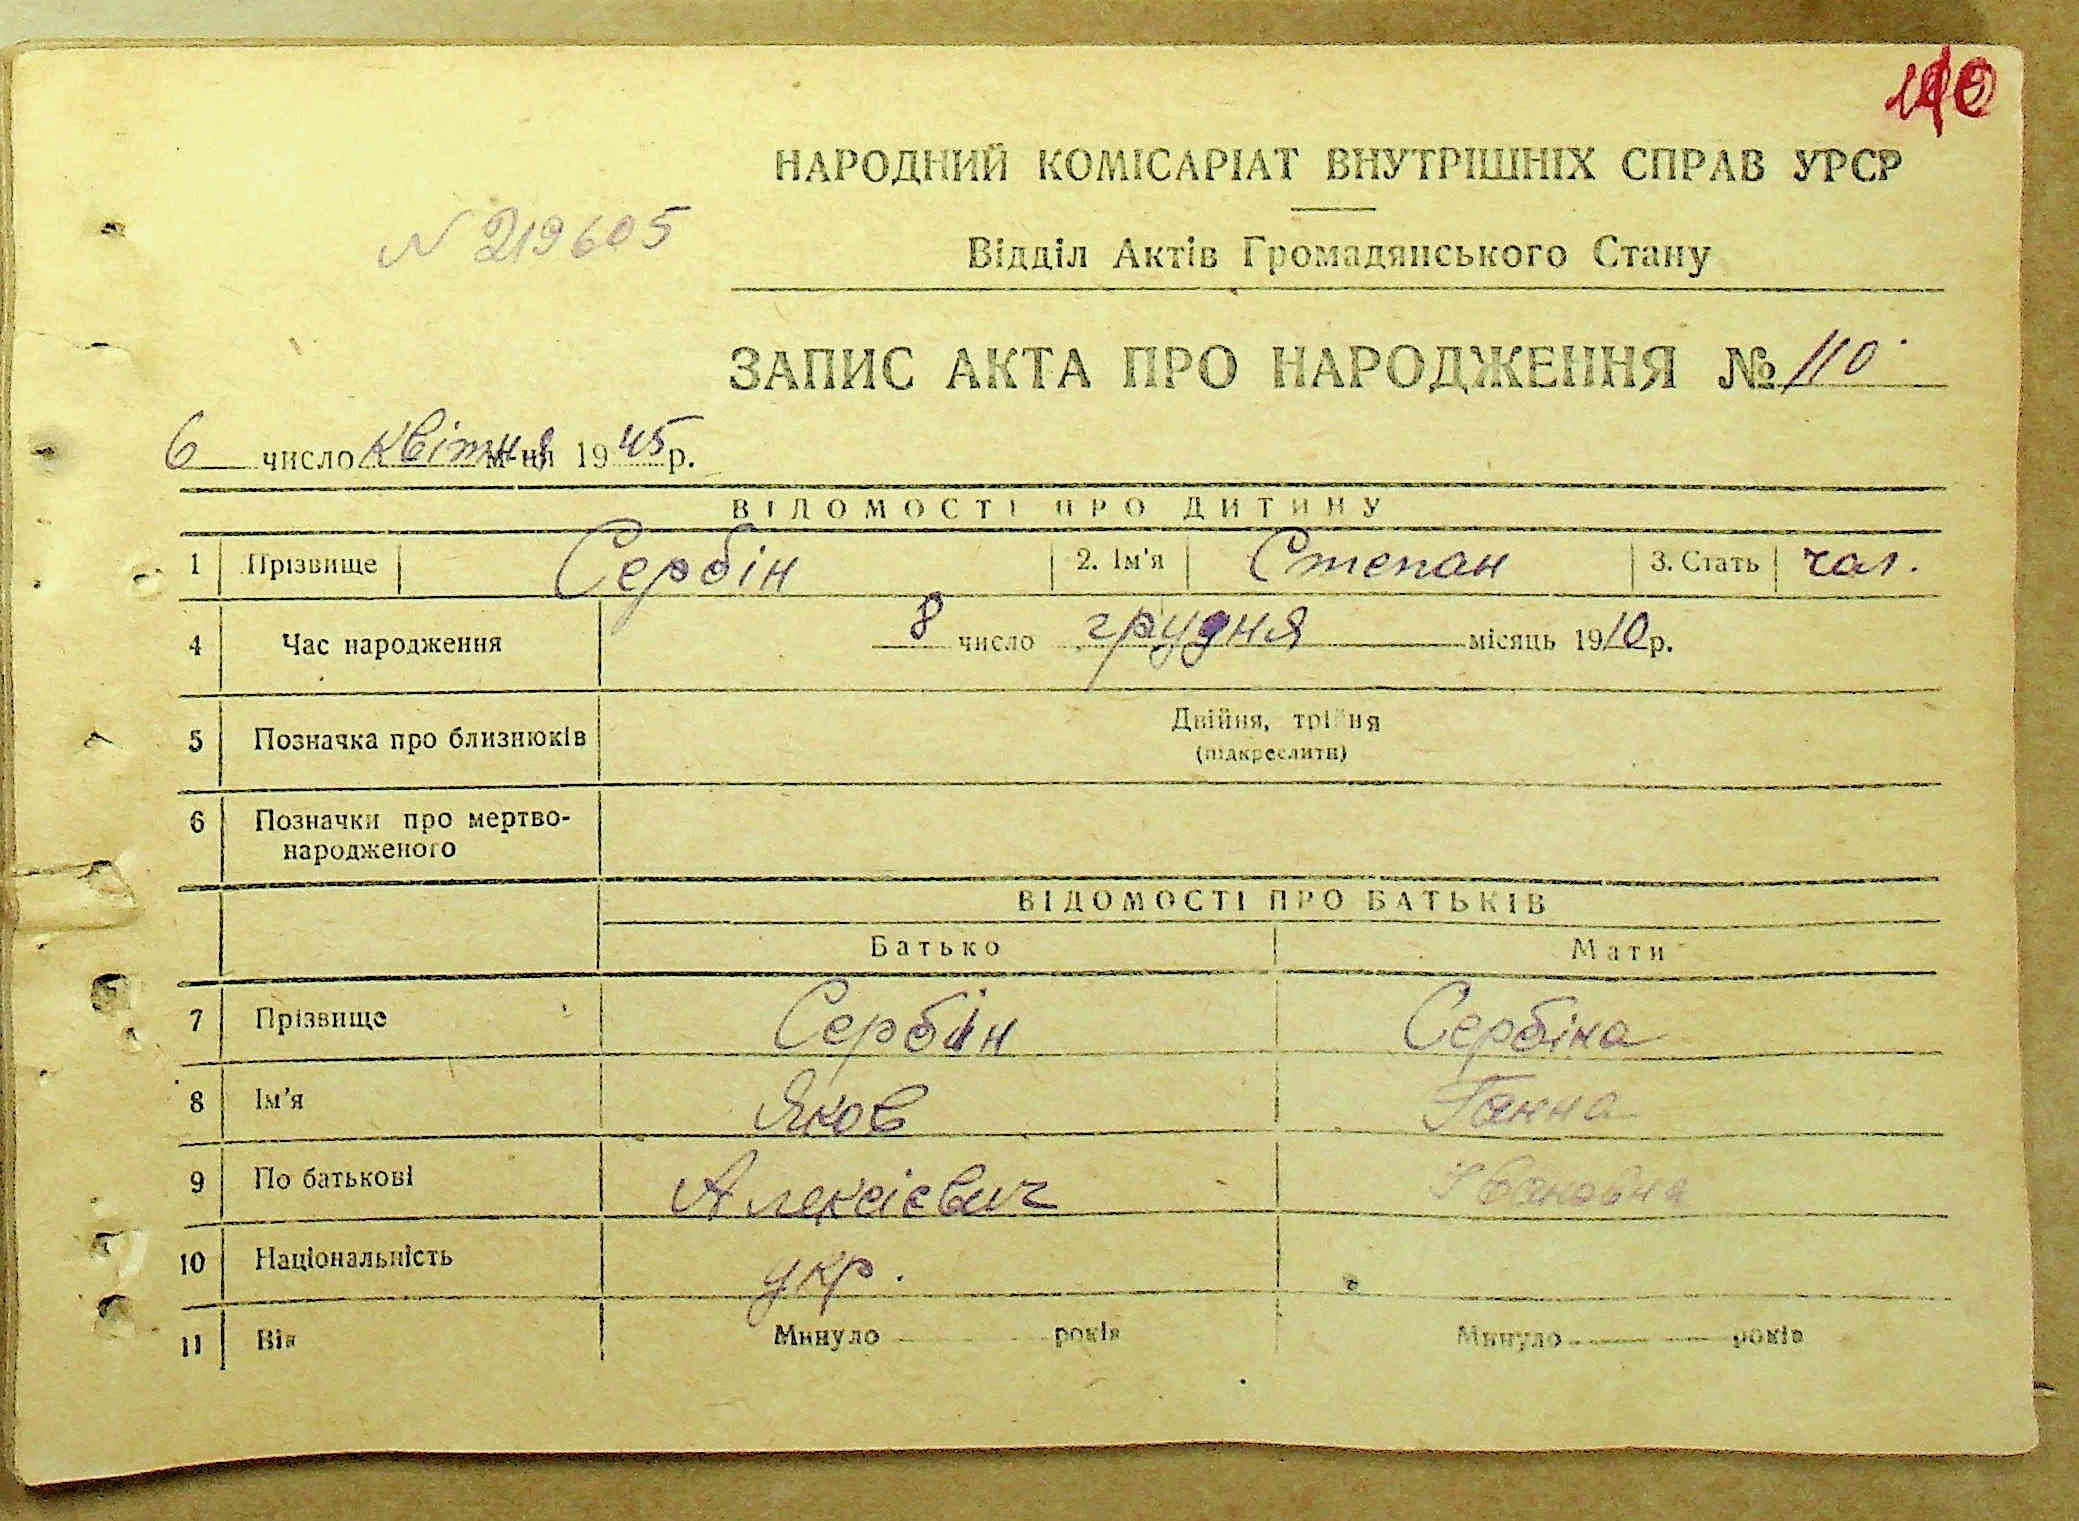 НАРОДНИЙ КОМІСАРІАТ ВНУТРІШНІХ СПРАВ УРСР
N 219605
Відділ Актів Громадянського Стану
ЗАПИС АКТА ПРО НАРОДЖЕННЯ № 110
6 число квітня м-ця 1945 р.
ВІДОМОСТІ ПРО ДИТИНУ
1 Прізвище Сербін 2. Ім'я Степан 3. Стать чол.
4 Час народження 8 число грудня місяць 1910 р.
5 Позначка про близнюків Двійня, трійня
(підкреслити)
6 Позначки про мертво-
народженого
ВІДОМОСТІ ПРО БАТЬКІВ
Батько Мати
7 Прізвище Сербін Сербіна
8 Ім'я Яков Ганна
9 По батькові Алексієвич Івановна
10 Національність укр.
11 Вік Минуло років Минуло років